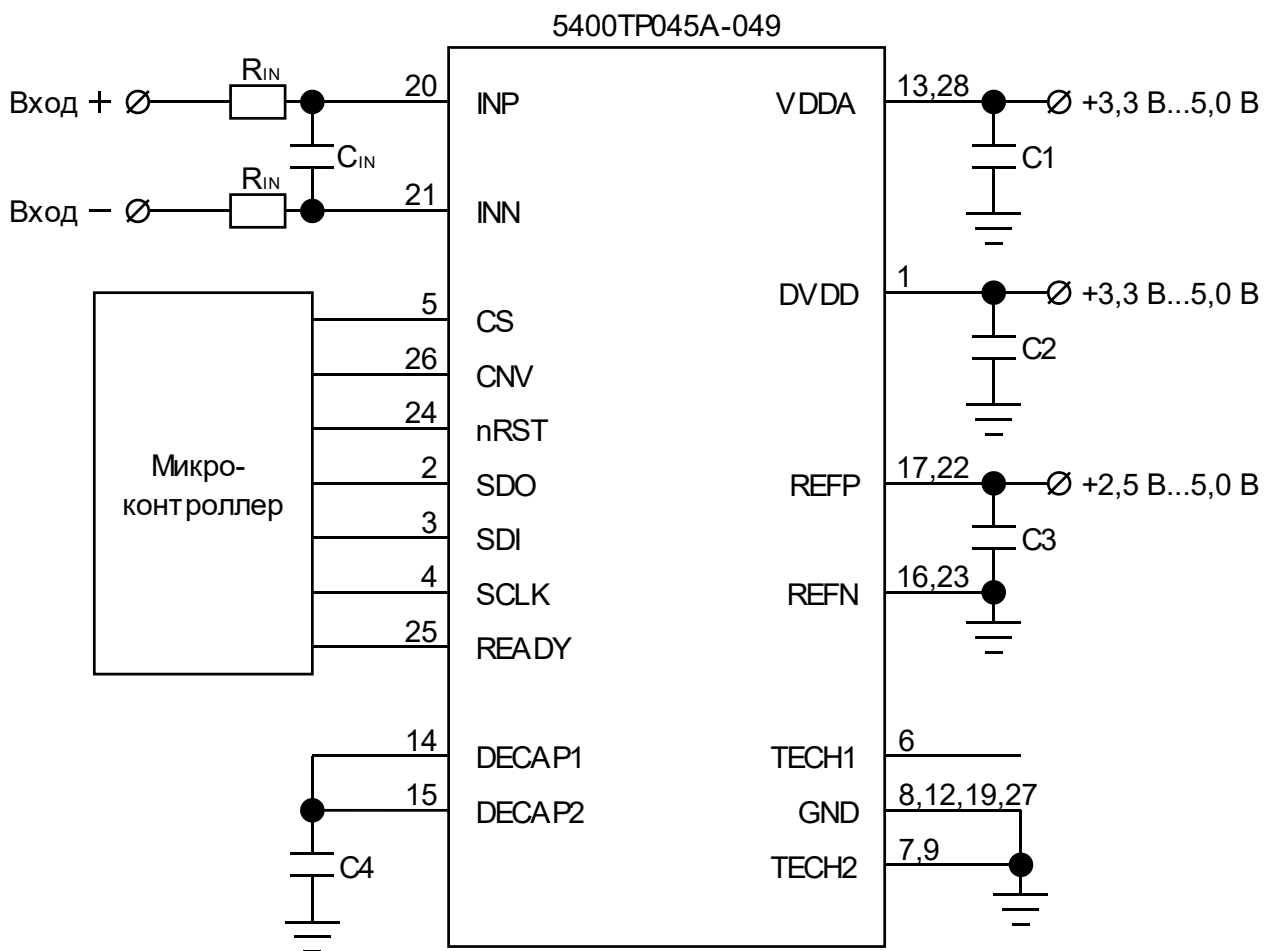 5400ТР045А-049
Вход + RIN 20 INP VDDA 13,28 +3,3 В...5,0 В
CIN C1
Вход − RIN 21 INN
DVDD 1 +3,3 В...5,0 В
5 CS
C2
26 CNV
24 nRST
Микро-
контроллер
2 SDO REFP 17,22 +2,5 В...5,0 В
3 SDI C3
4 SCLK REFN 16,23
25 READY
14 DECAP1 TECH1 6
15 DECAP2 GND 8,12,19,27
C4 TECH2 7,9